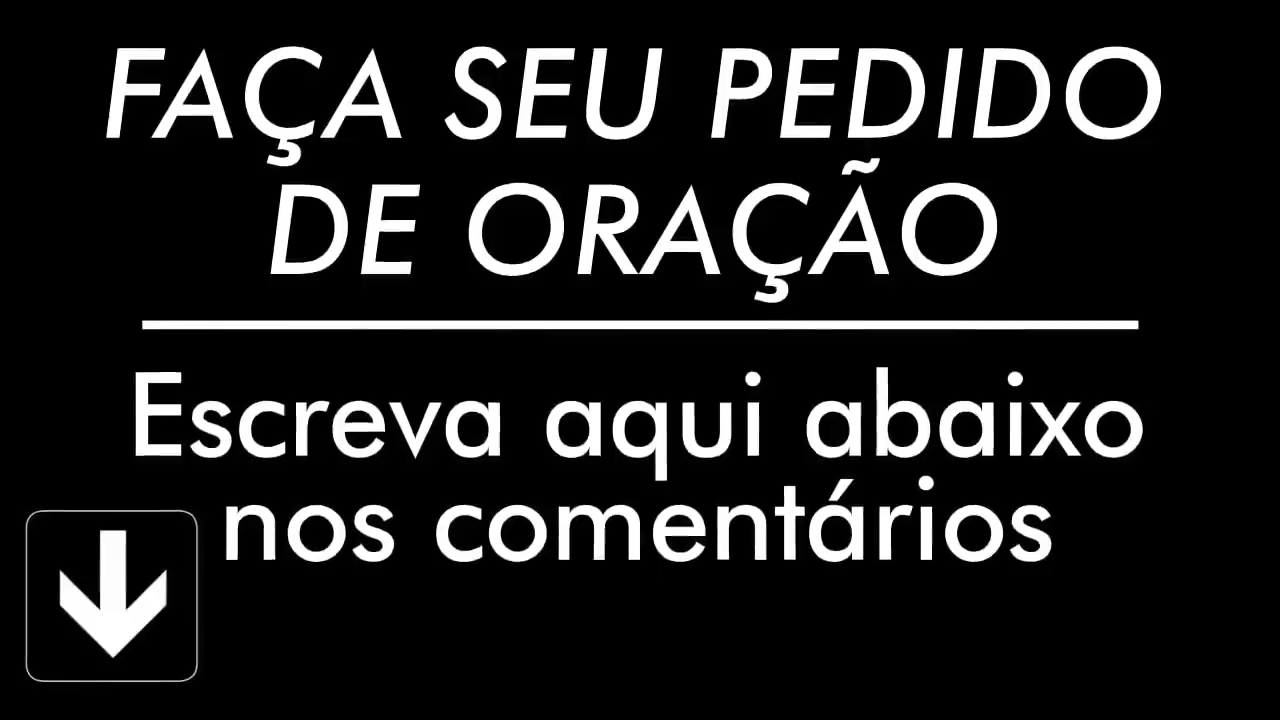 FAÇA SEU PEDIDO
DE ORAÇÃO
Escreva aqui abaixo
nos comentários